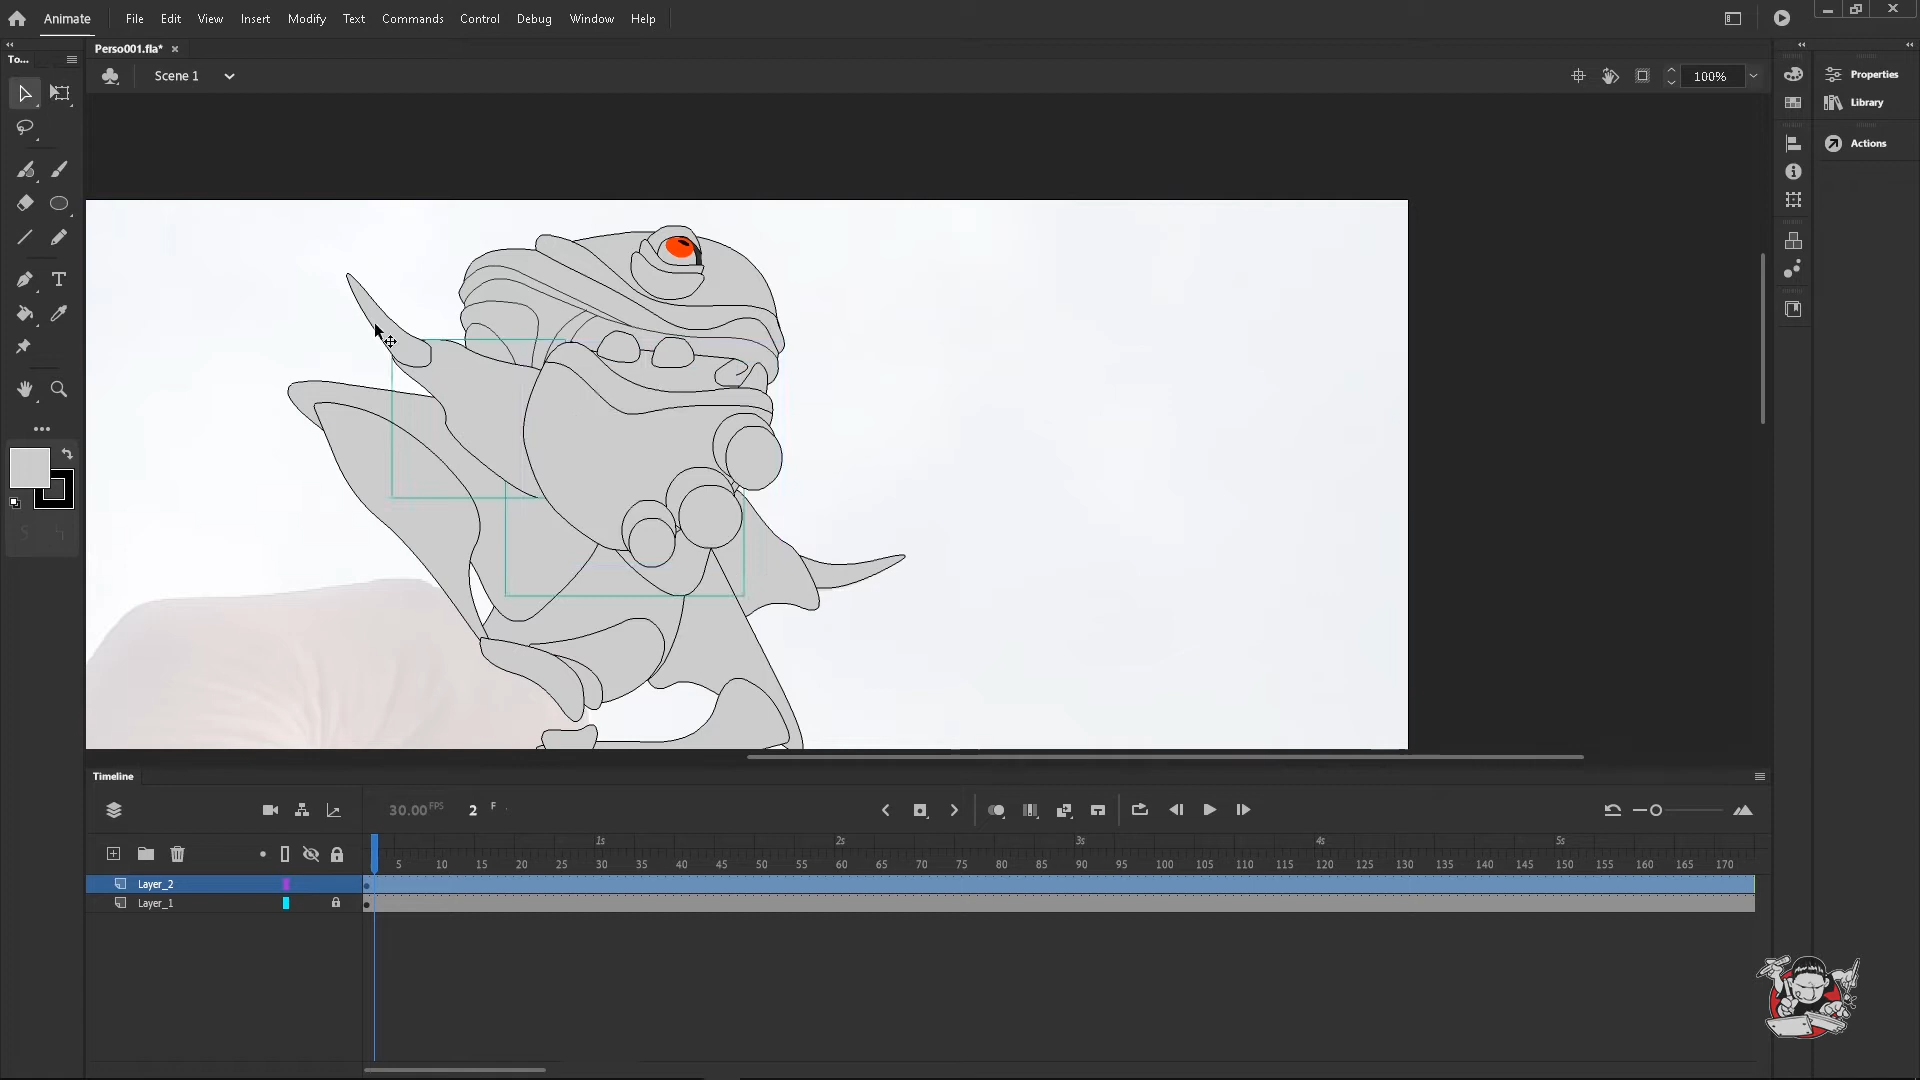 Animate File Edit View Insert Modify Text Commands Control Debug Window Help
To... Perso001.fla*
Scene 1 100%
Properties
Library
Actions
Timeline
30.00 FPS 2 F
1s 2s 3s 4s 5s
5 10 15 20 25 30 35 40 45 50 55 60 65 70 75 80 85 90 95 100 105 110 115 120 125 130 135 140 145 150 155 160 165 170
Layer_2
Layer_1